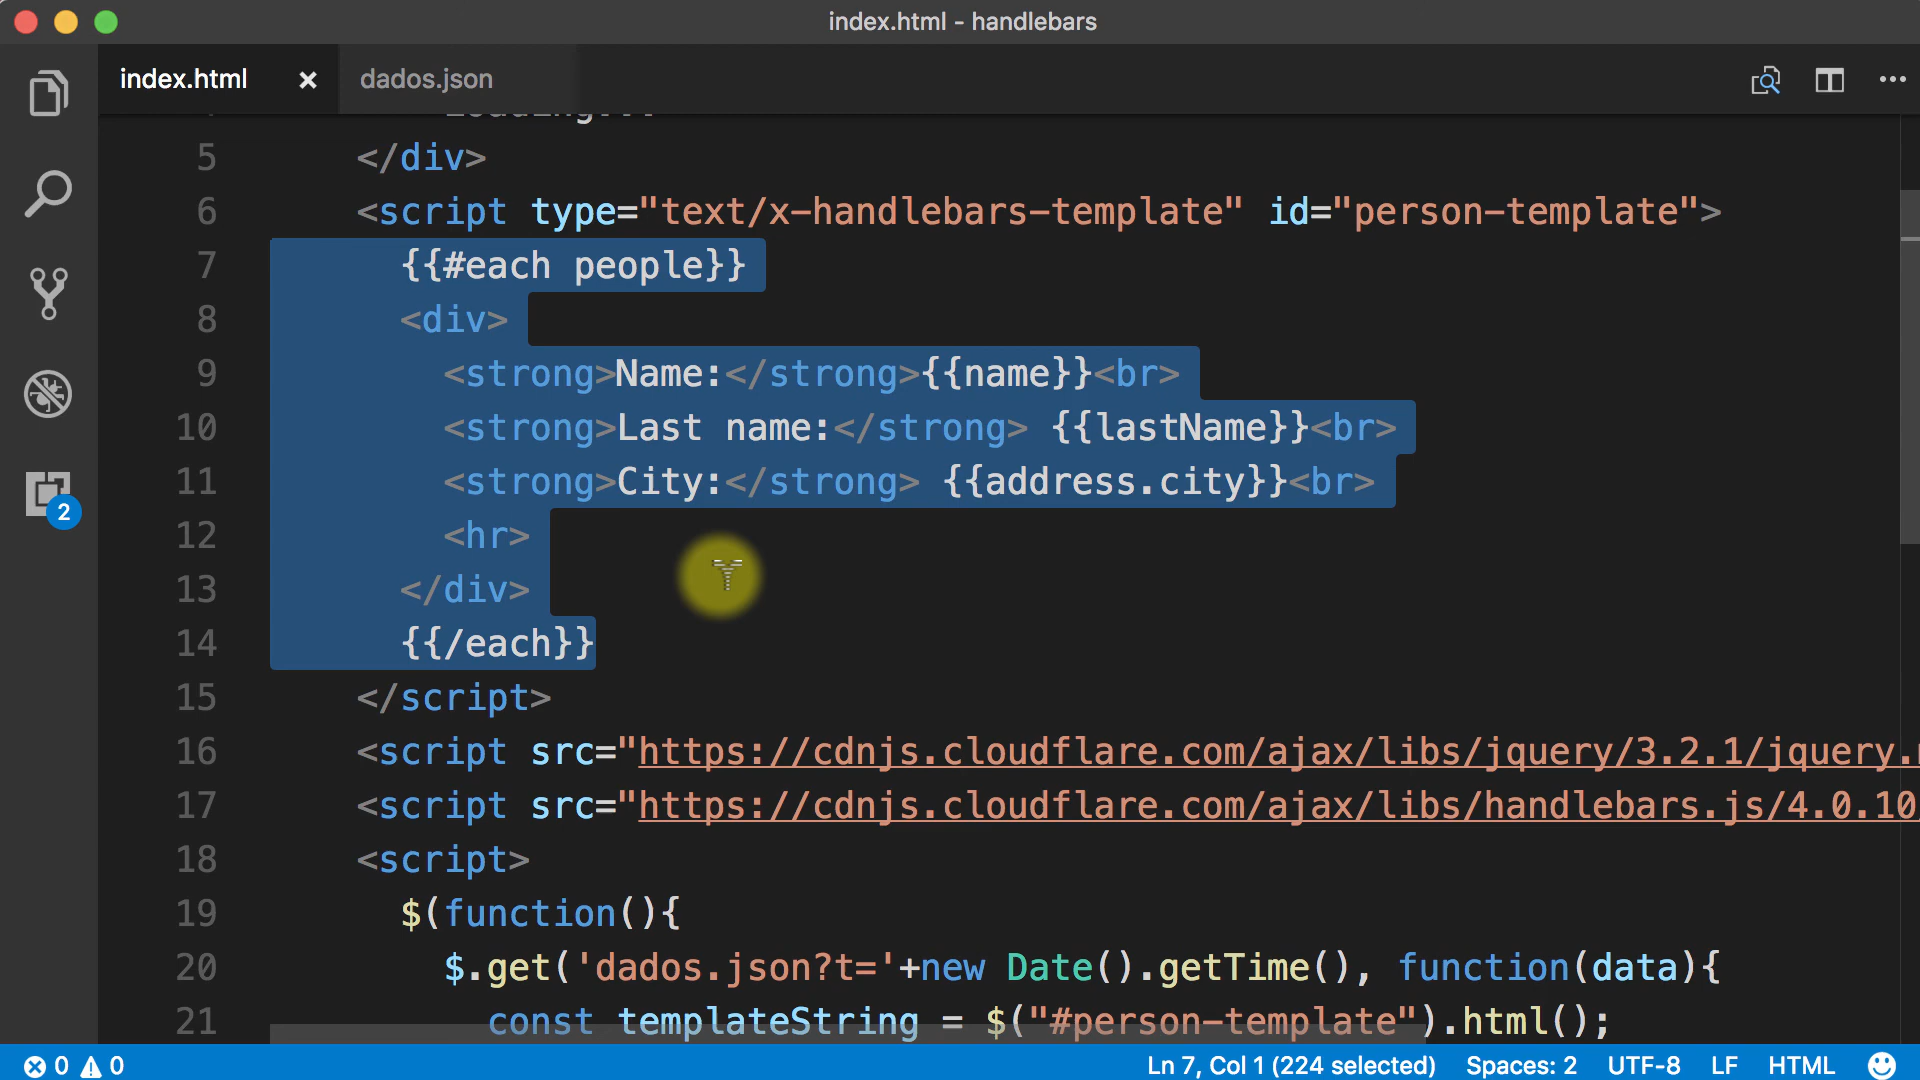 index.html - handlebars
index.html × dados.json
5 </div>
6 <script type="text/x-handlebars-template" id="person-template">
7 {{#each people}}
8 <div>
9 <strong>Name:</strong>{{name}}<br>
10 <strong>Last name:</strong> {{lastName}}<br>
11 <strong>City:</strong> {{address.city}}<br>
12 <hr>
13 </div>
14 {{/each}}
15 </script>
16 <script src="https://cdnjs.cloudflare.com/ajax/libs/jquery/3.2.1/jquery.
17 <script src="https://cdnjs.cloudflare.com/ajax/libs/handlebars.js/4.0.10/
18 <script>
19 $(function(){
20 $.get('dados.json?t='+new Date().getTime(), function(data){
21 const templateString = $("#person-template").html();
2
0 0 Ln 7, Col 1 (224 selected) Spaces: 2 UTF-8 LF HTML